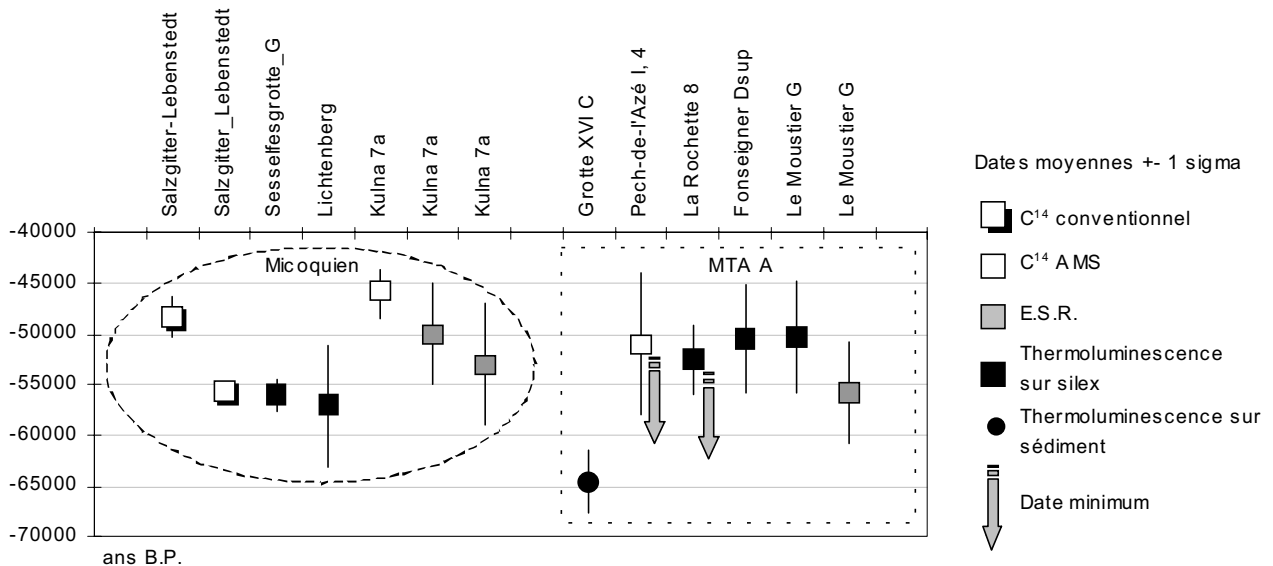 Salzgitter-Lebenstedt
Salzgitter_Lebenstedt
Sesselfesgrotte_G
Lichtenberg
Kulna 7a
Kulna 7a
Kulna 7a
Grotte XVI C
Pech-de-l'Azé I, 4
La Rochette 8
Fonseigner Dsup
Le Moustier G
Le Moustier G
-40000
-45000
-50000
-55000
-60000
-65000
-70000
ans B.P.
Micoquien
MTA A
Dates moyennes +- 1 sigma
C¹⁴ conventionnel
C¹⁴ AMS
E.S.R.
Thermoluminescence
sur silex
Thermoluminescence sur
sédiment
Date minimum